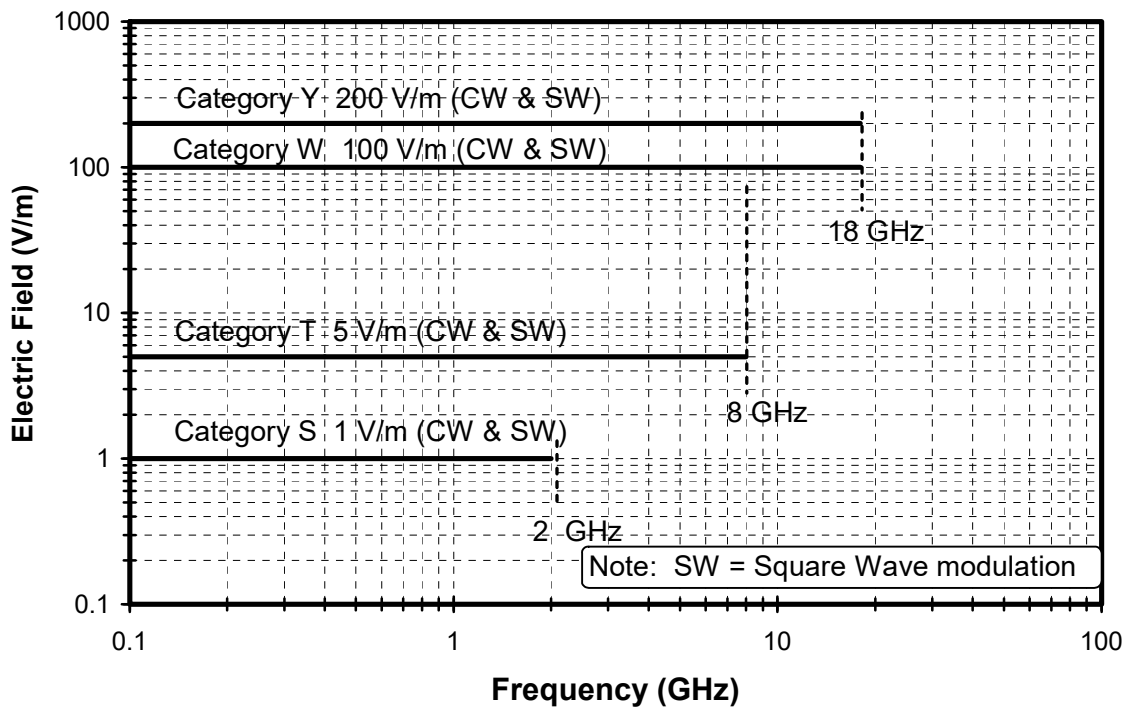 1000
Category Y  200 V/m (CW & SW)
Category W  100 V/m (CW & SW)
100
18 GHz
Electric Field (V/m)
10
Category T  5 V/m (CW & SW)
8 GHz
Category S  1 V/m (CW & SW)
1
2  GHz
Note:  SW = Square Wave modulation
0.1
0.1 1 10 100
Frequency (GHz)